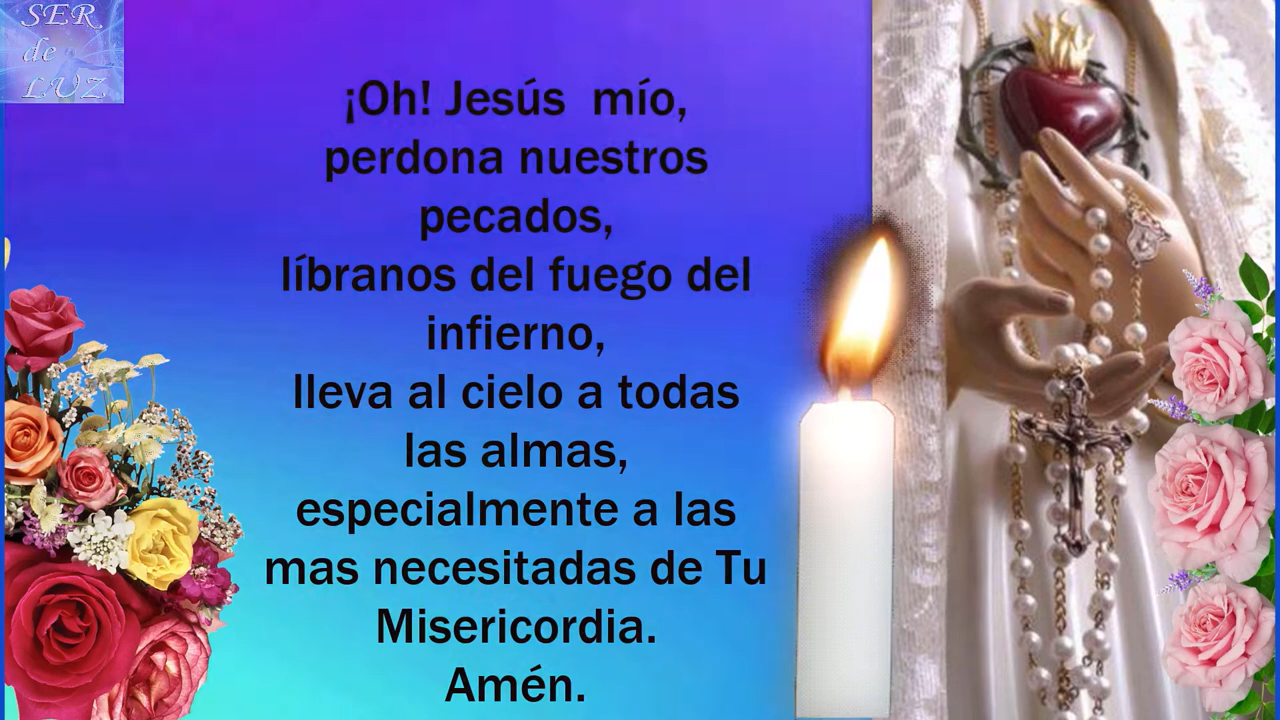 SER
de
LUZ
¡Oh! Jesús  mío,
perdona nuestros
pecados,
líbranos del fuego del
infierno,
lleva al cielo a todas
las almas,
especialmente a las
mas necesitadas de Tu
Misericordia.
Amén.